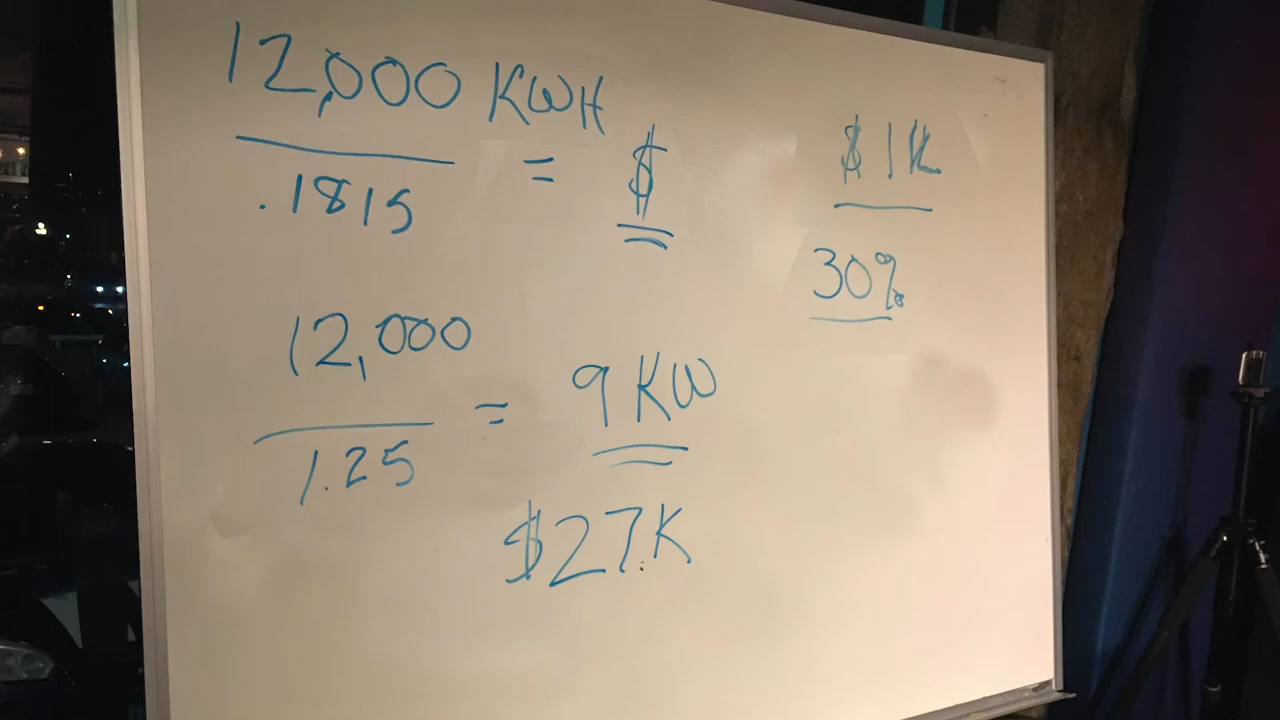 12,000 KWH
.1815 = $
12,000
1.25 = 9 KW
$27K
$1K
30%